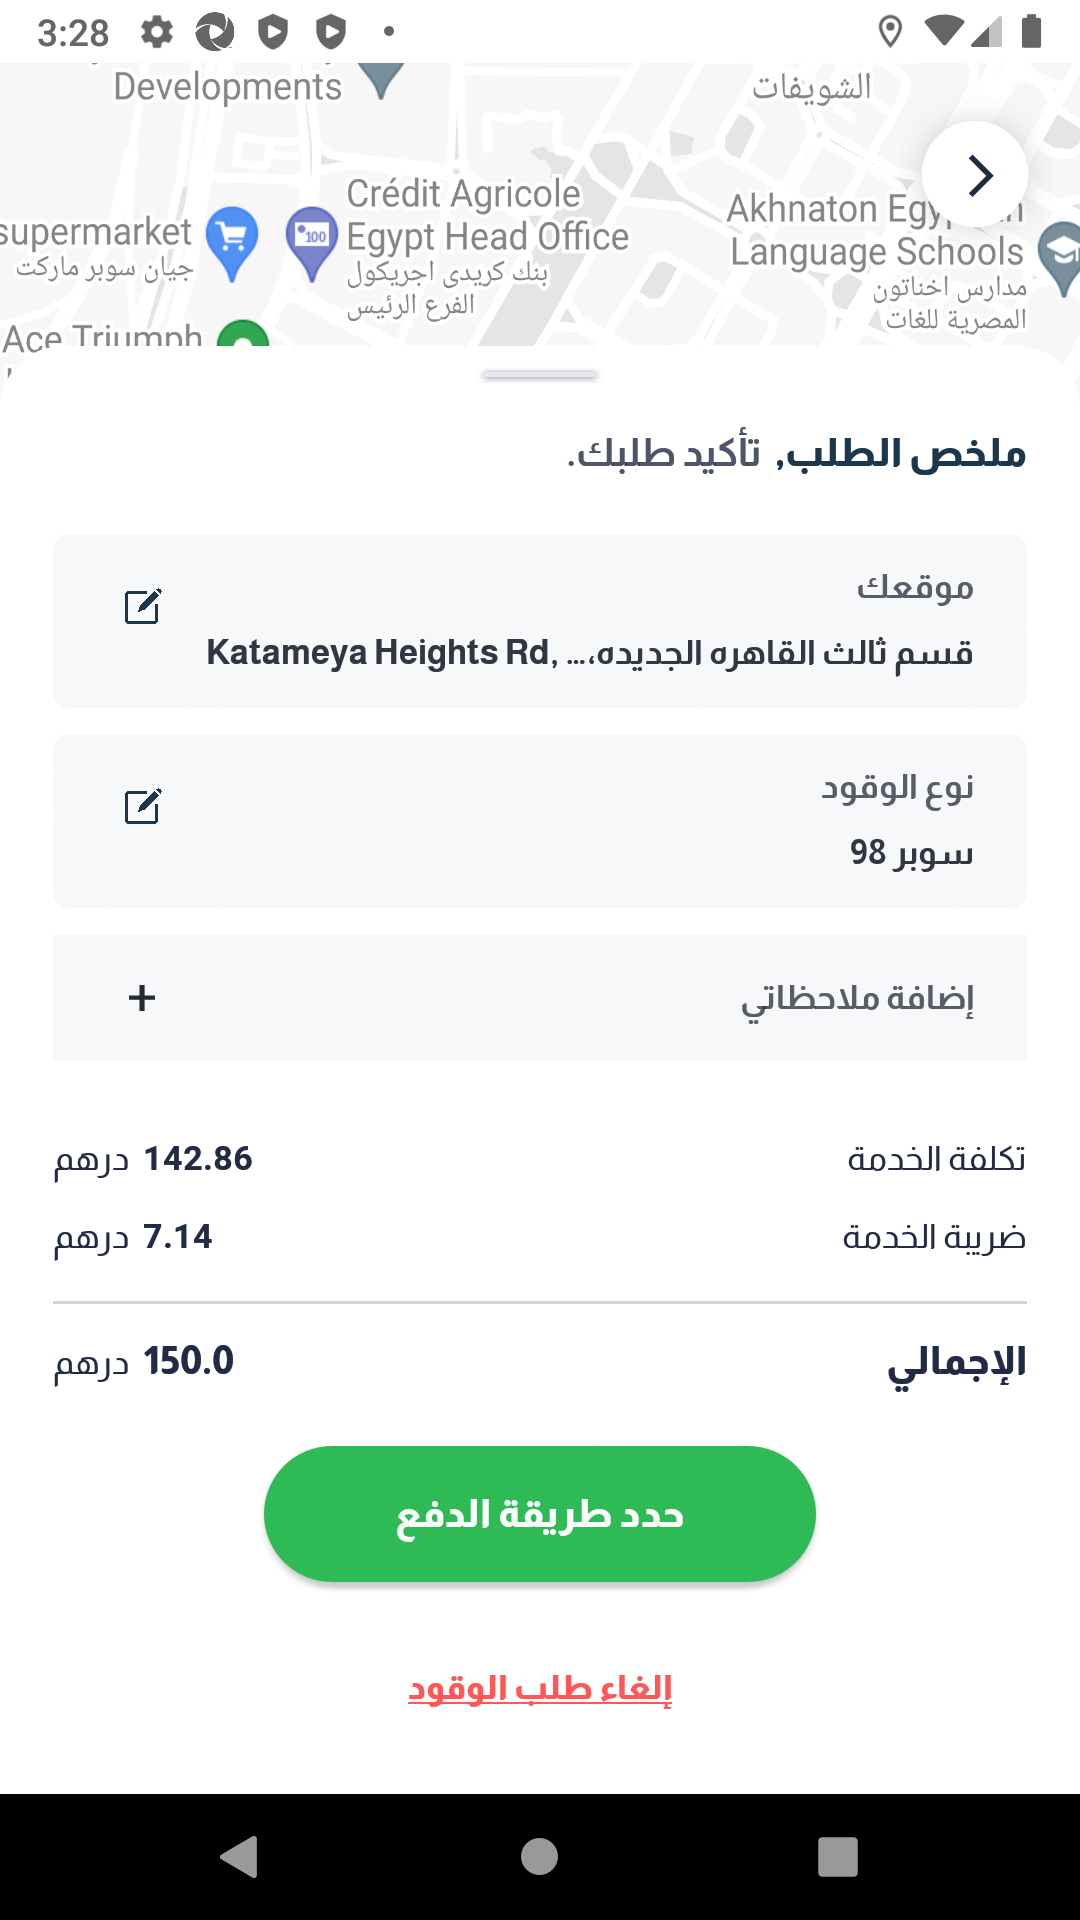 3:28
Developments
الشويفات
Crédit Agricole
Egypt Head Office
بنك كريدى اجريكول
الفرع الرئيس
100
supermarket
جيان سوبر ماركت
Akhnaton
Language Schools
مدارس اخناتون
المصرية للغات
Ace Triumph
ملخص الطلب, تأكيد طلبك.
موقعك
قسم ثالث القاهره الجديده،... ,Katameya Heights Rd
نوع الوقود
سوبر 98
إضافة ملاحظاتي
تكلفة الخدمة 142.86 درهم
ضريبة الخدمة 7.14 درهم
الإجمالي 150.0 درهم
حدد طريقة الدفع
إلغاء طلب الوقود